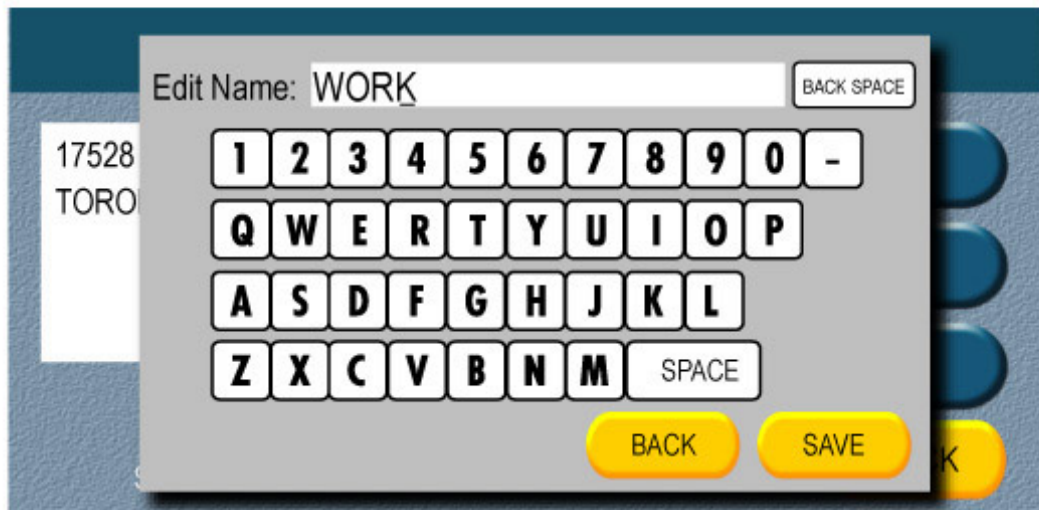 Edit Name: WORK BACK SPACE
17528
1 2 3 4 5 6 7 8 9 0 -
TORO
Q W E R T Y U I O P
A S D F G H J K L
Z X C V B N M SPACE
BACK SAVE
K